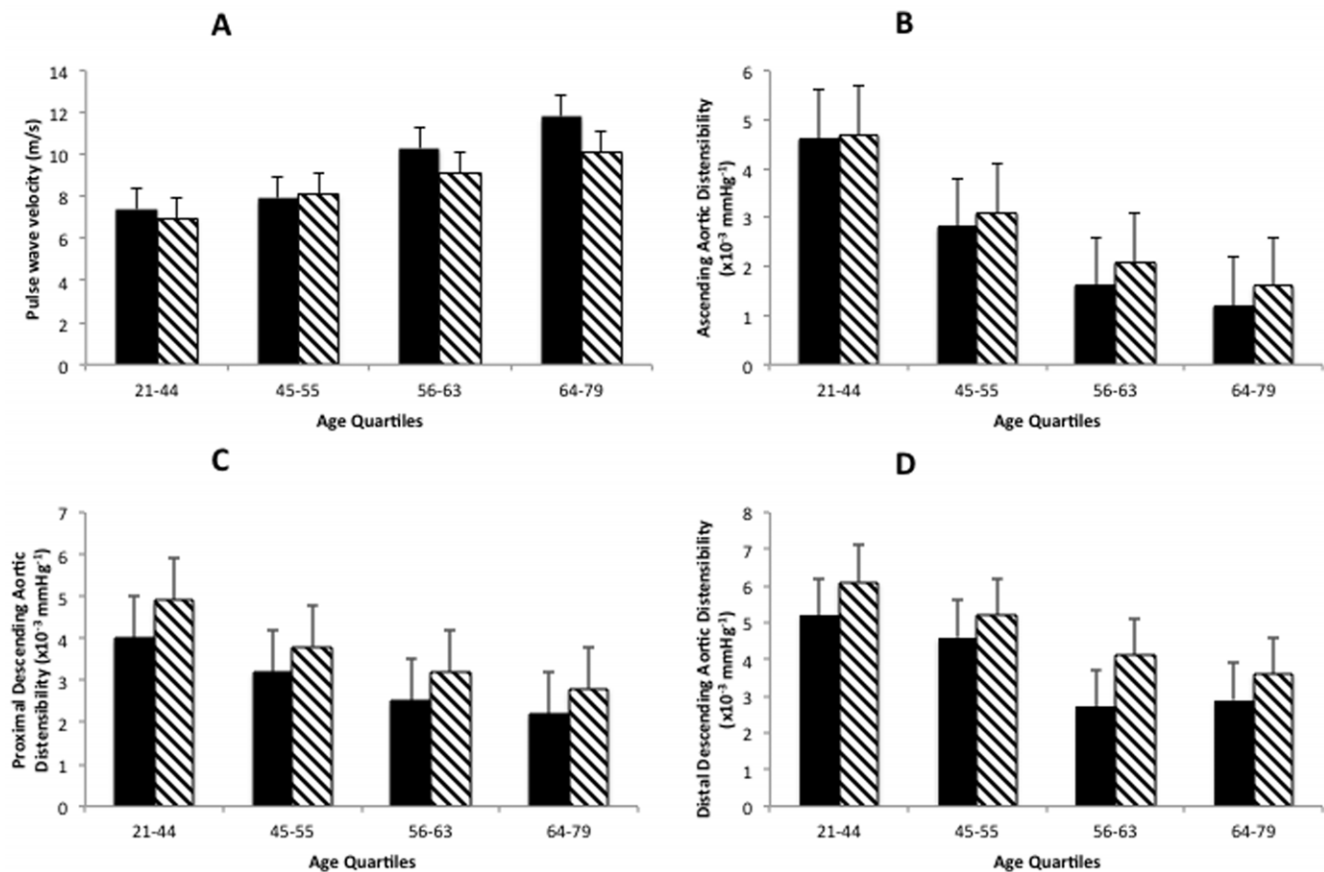 A
Pulse wave velocity (m/s)
14
12
10
8
6
4
2
0
21-44 45-55 56-63 64-79
Age Quartiles
B
Ascending Aortic Distensibility
(x10⁻³ mmHg⁻¹)
6
5
4
3
2
1
0
21-44 45-55 56-63 64-79
Age Quartiles
C
Proximal Descending Aortic
Distensibility (x10⁻³ mmHg⁻¹)
7
6
5
4
3
2
1
0
21-44 45-55 56-63 64-79
Age Quartiles
D
Distal Descending Aortic Distensibility
(x10⁻³ mmHg⁻¹)
8
7
6
5
4
3
2
1
0
21-44 45-55 56-63 64-79
Age Quartiles